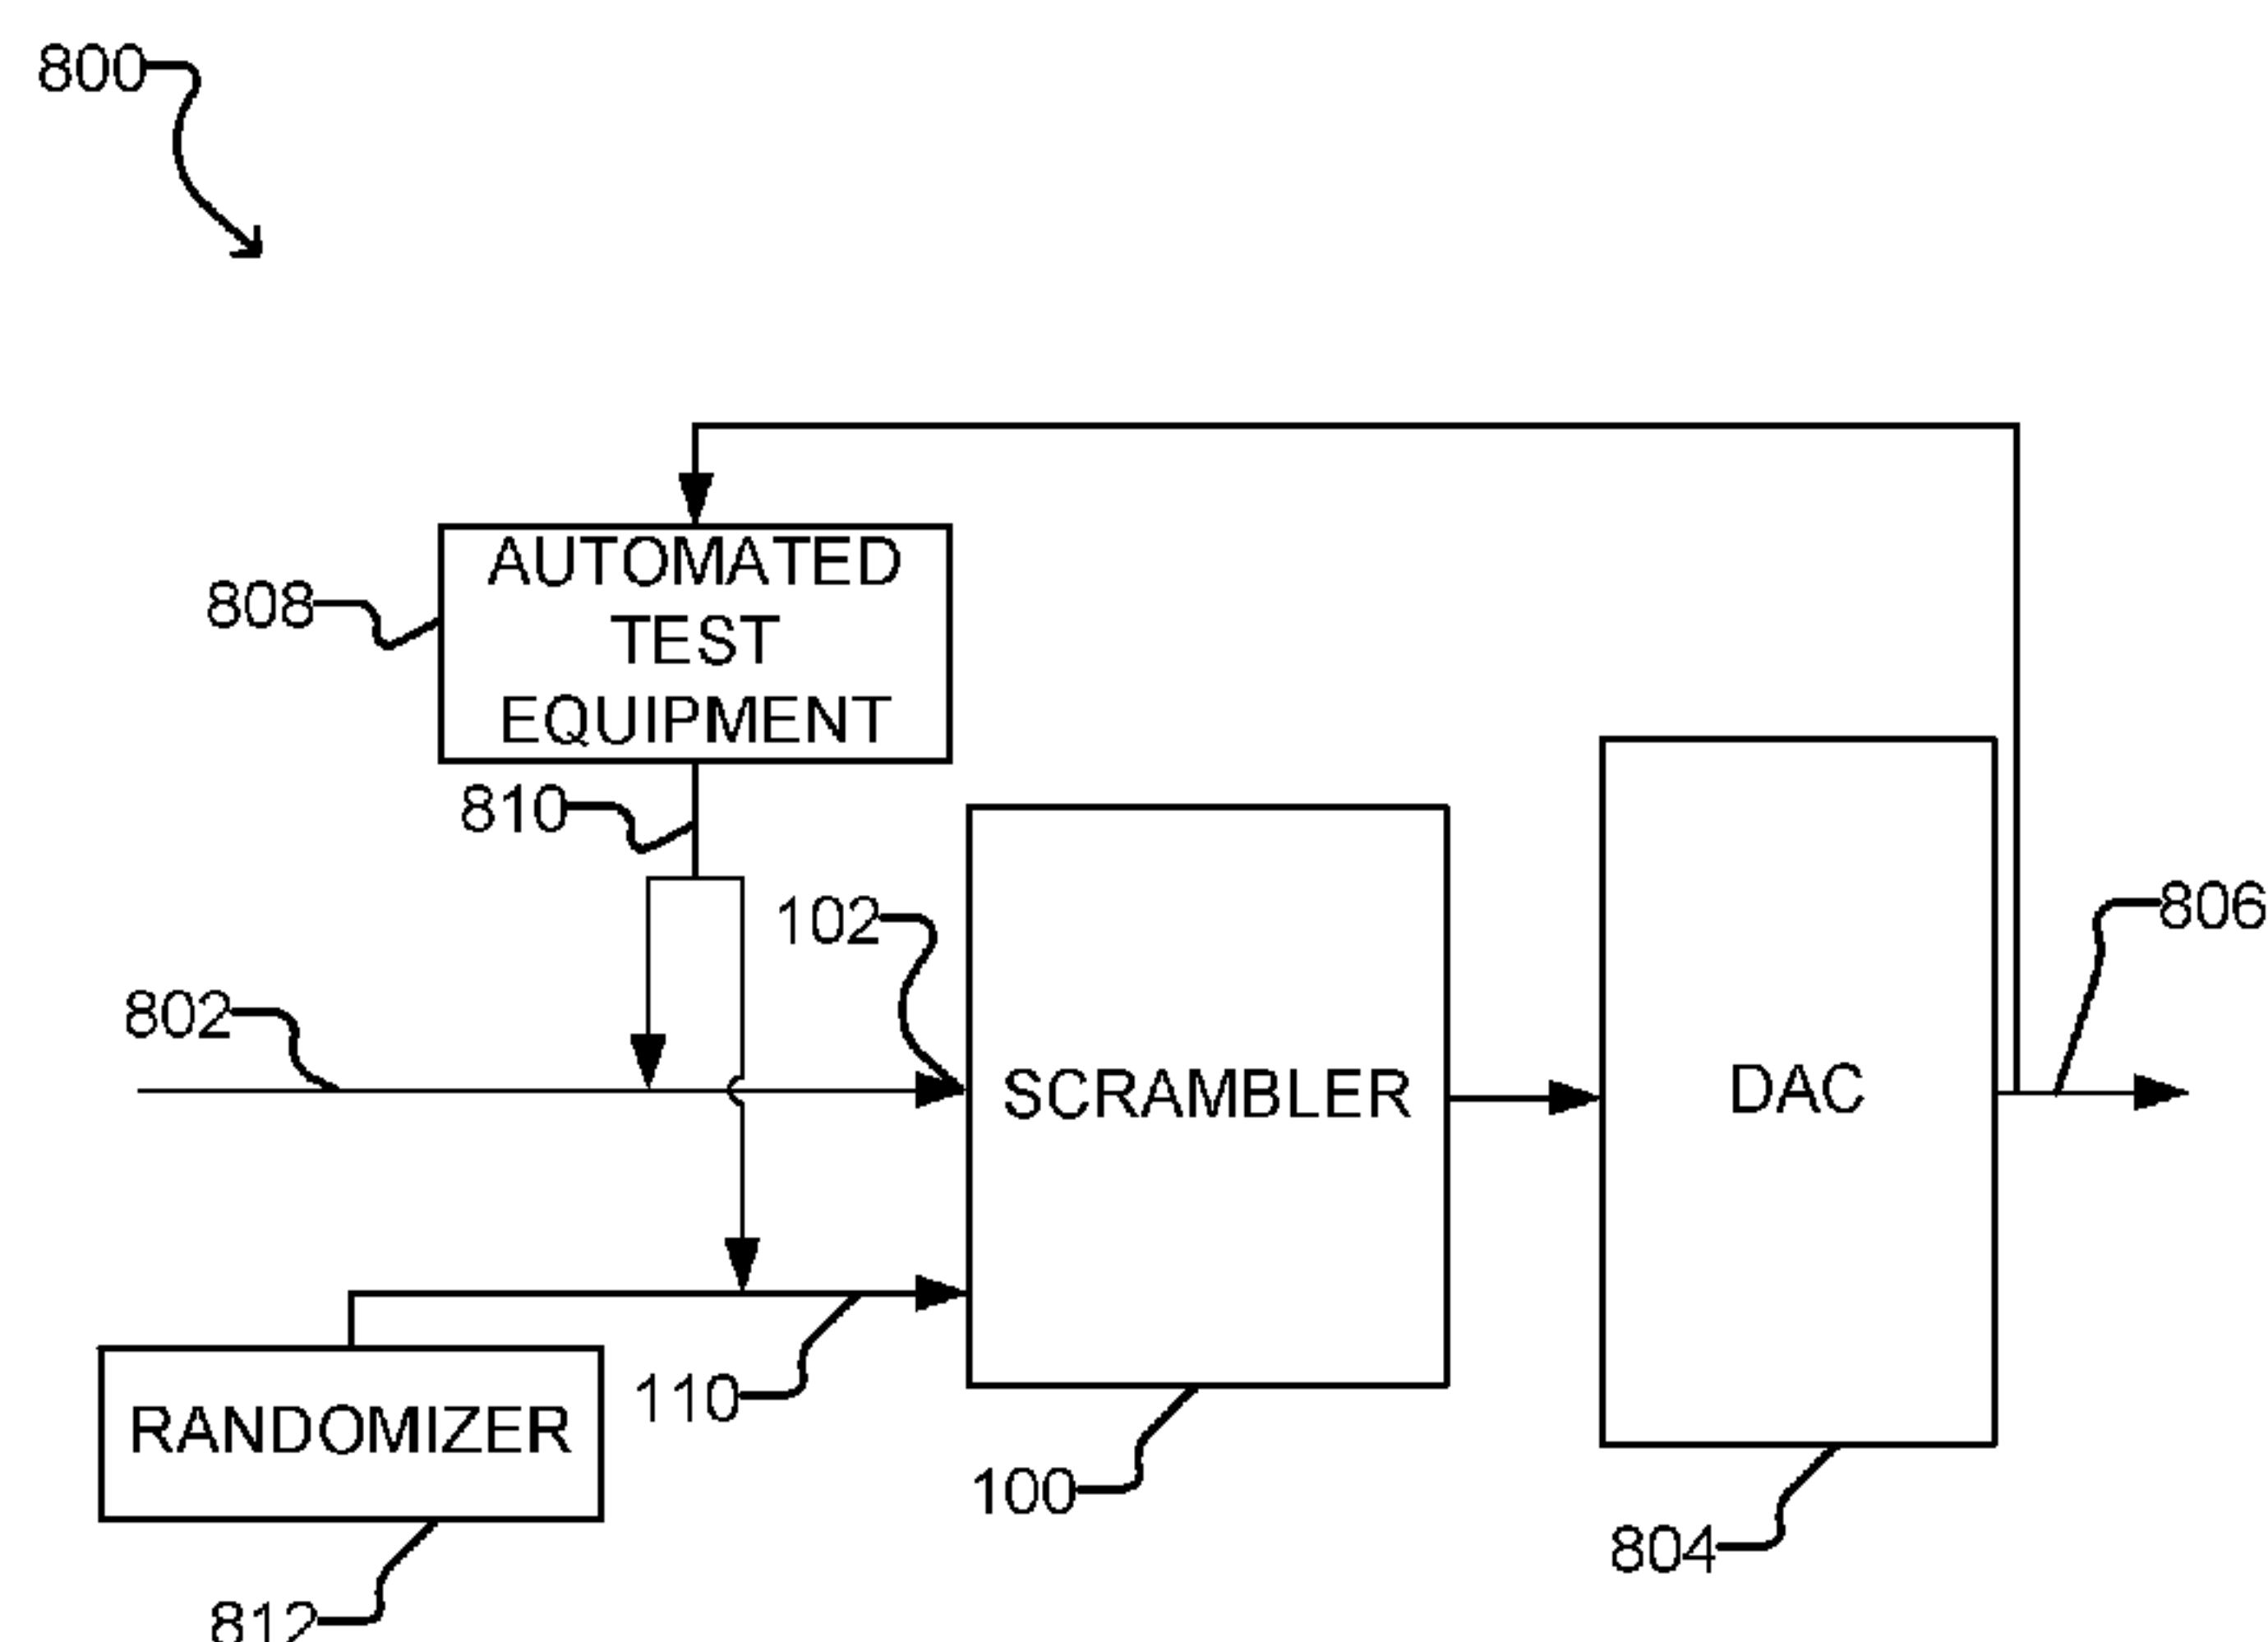 800
AUTOMATED
TEST
EQUIPMENT
808
810
102
806
802
SCRAMBLER
DAC
110
RANDOMIZER
100
804
812